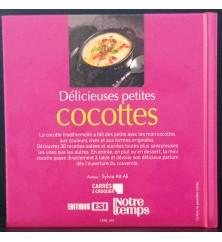 Délicieuses petites
cocottes
La cocotte traditionnelle a fait des petits avec les mini cocottes
aux couleurs vives et aux formes originales.
Découvrez 30 recettes salées et sucrées toutes plus savoureuses
les unes que les autres. En entrée, en plat ou en dessert, la mini
cocotte passe directement à table et dévoile son délicieux parfum
dès l'ouverture du couvercle.
Auteur : Sylvie Aït-Ali
CARRÉS
& CROQUÉS
EDITIONS ESI
Notre
temps